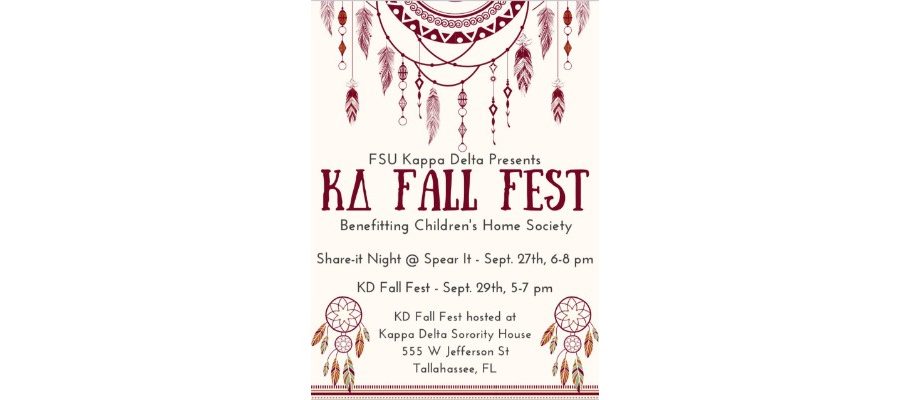 FSU Kappa Delta Presents
KΔ FALL FEST
Benefitting Children's Home Society
Share-it Night @ Spear It - Sept. 27th, 6-8 pm
KD Fall Fest - Sept. 29th, 5-7 pm
KD Fall Fest hosted at
Kappa Delta Sorority House
555 W Jefferson St
Tallahassee, FL